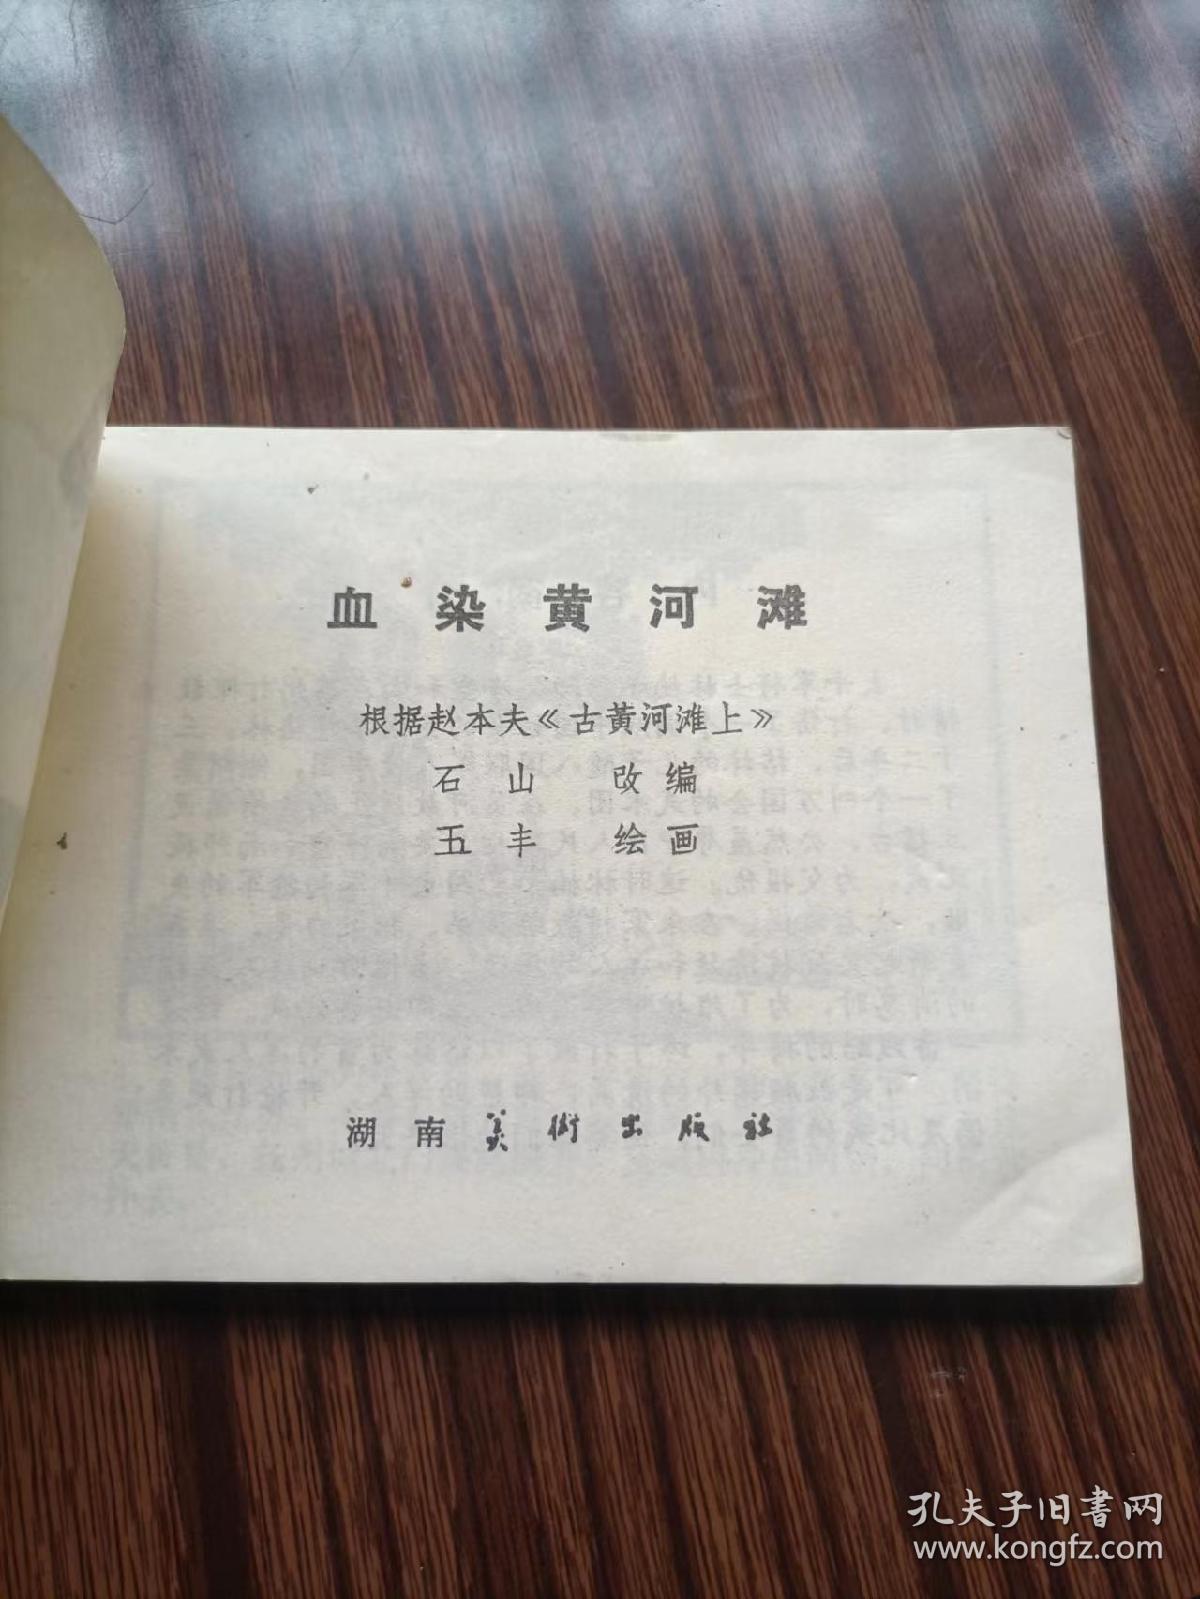 血染黄河滩
根据赵本夫《古黄河滩上》
石山 改编
五丰 绘画
湖南美术出版社
孔夫子旧书网
www.kongfz.com